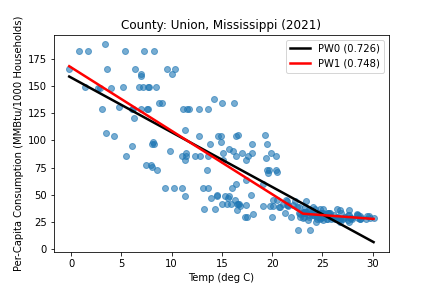 County: Union, Mississippi (2021)
PW0 (0.726)
PW1 (0.748)
Per-Capita Consumption (MMBtu/1000 Households)
175
150
125
100
75
50
25
0
0 5 10 15 20 25 30
Temp (deg C)